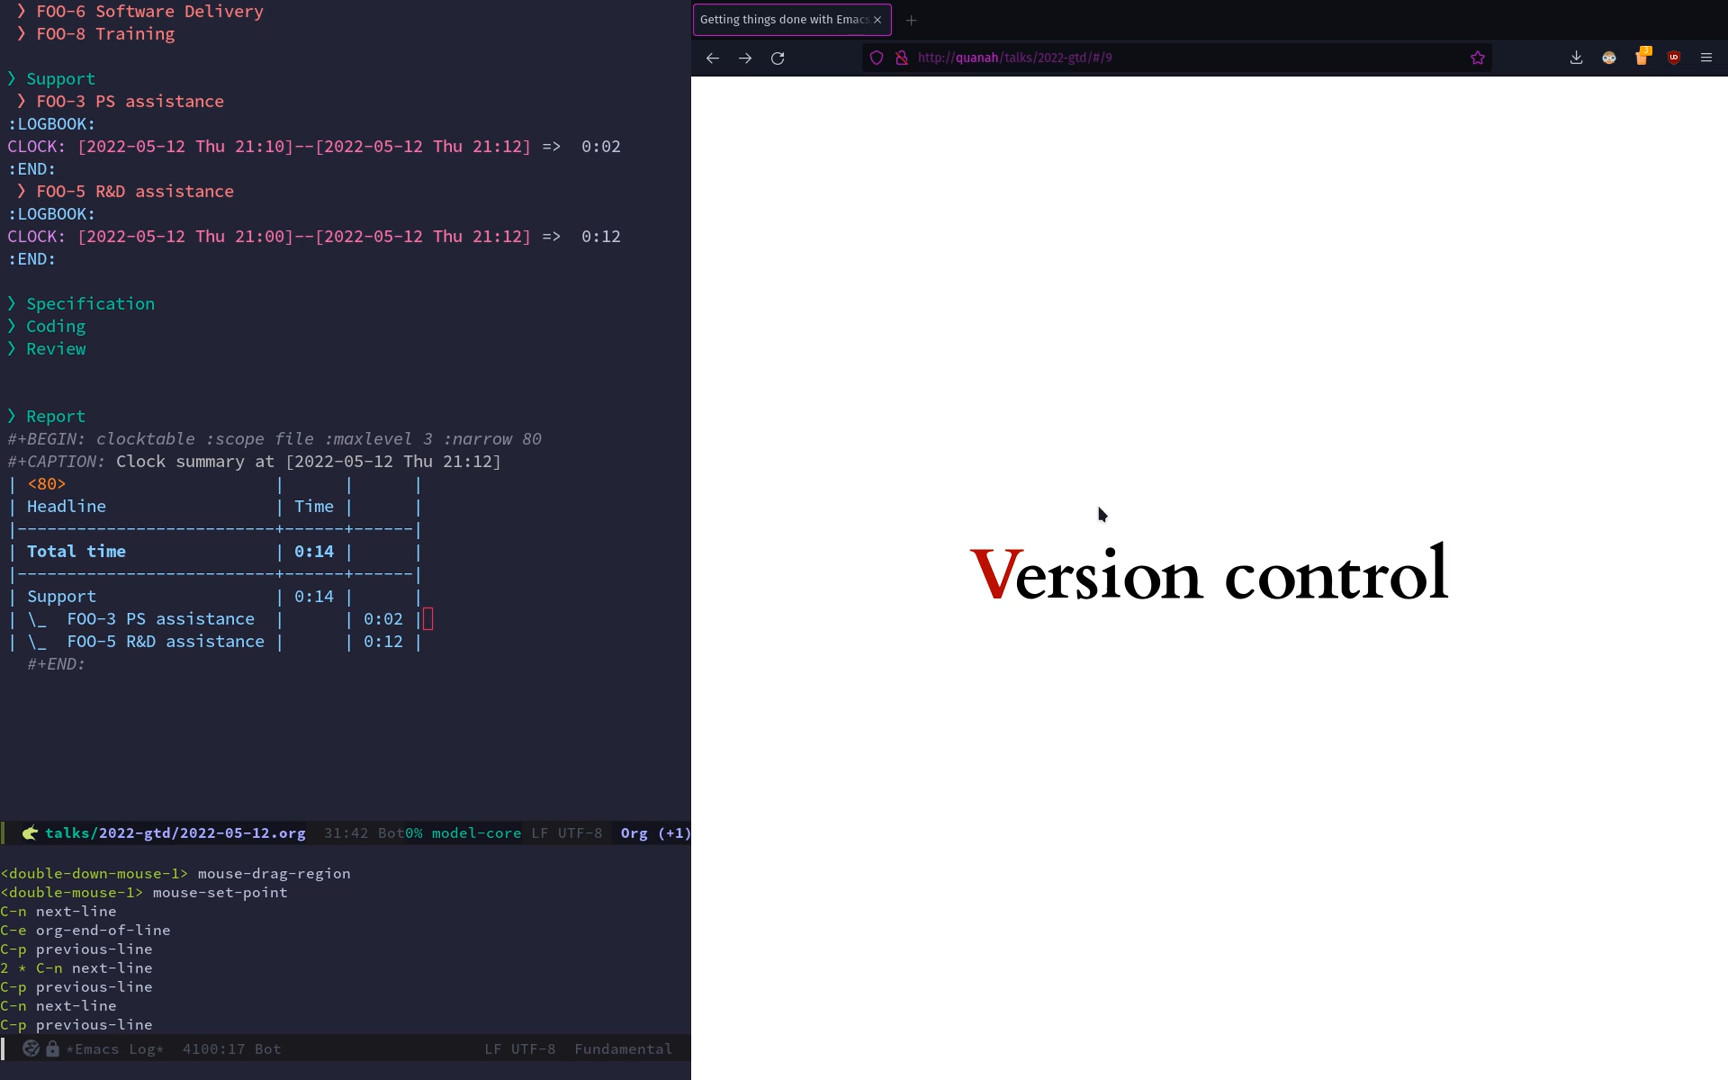 ❯ FOO-6 Software Delivery
❯ FOO-8 Training
❯ Support
❯ FOO-3 PS assistance
:LOGBOOK:
CLOCK: [2022-05-12 Thu 21:10]--[2022-05-12 Thu 21:12] =>  0:02
:END:
❯ FOO-5 R&D assistance
:LOGBOOK:
CLOCK: [2022-05-12 Thu 21:00]--[2022-05-12 Thu 21:12] =>  0:12
:END:
❯ Specification
❯ Coding
❯ Review
❯ Report
#+BEGIN: clocktable :scope file :maxlevel 3 :narrow 80
#+CAPTION: Clock summary at [2022-05-12 Thu 21:12]
| <80>                     |      |      |
| Headline                 | Time |      |
|--------------------------+------+------|
| Total time               | 0:14 |      |
|--------------------------+------+------|
| Support                  | 0:14 |      |
| \_  FOO-3 PS assistance  |      | 0:02 |
| \_  FOO-5 R&D assistance |      | 0:12 |
#+END:
talks/2022-gtd/2022-05-12.org 31:42 Bot0% model-core LF UTF-8 Org (+1)
<double-down-mouse-1> mouse-drag-region
<double-mouse-1> mouse-set-point
C-n next-line
C-e org-end-of-line
C-p previous-line
2 * C-n next-line
C-p previous-line
C-n next-line
C-p previous-line
*Emacs Log* 4100:17 Bot LF UTF-8 Fundamental
Getting things done with Emacs
http://quanah/talks/2022-gtd/#/9
Version control